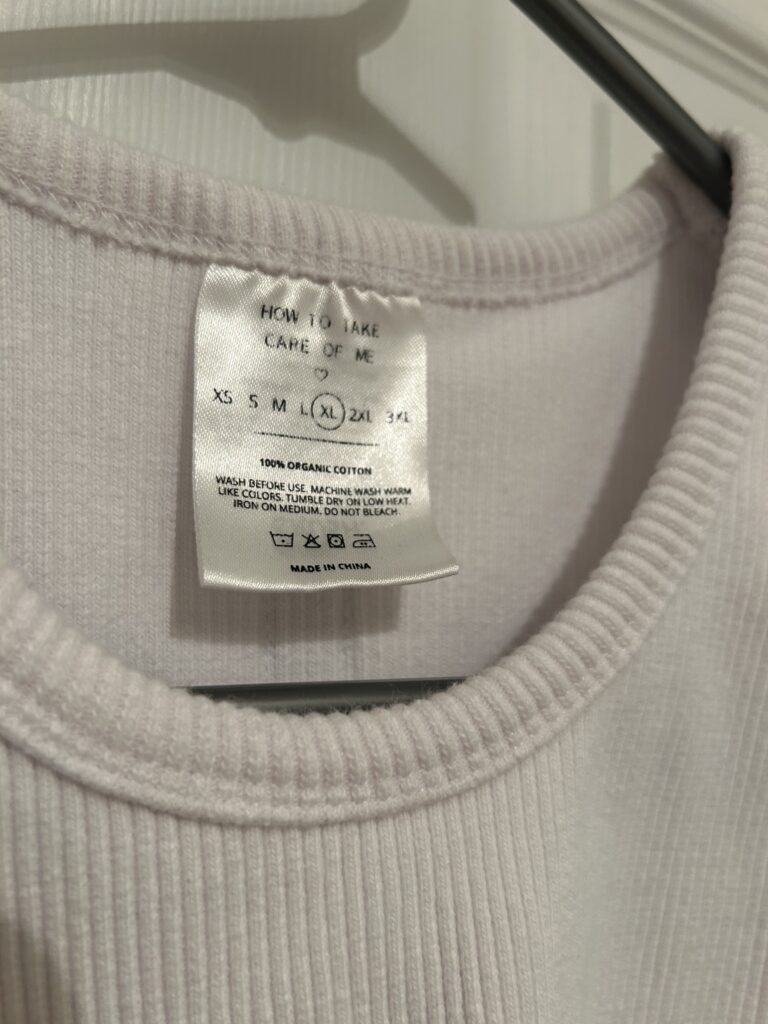 HOW TO TAKE
CARE OF ME
XS S M L XL 2XL 3XL
100% ORGANIC COTTON
WASH BEFORE USE. MACHINE WASH WARM
LIKE COLORS. TUMBLE DRY ON LOW HEAT.
IRON ON MEDIUM. DO NOT BLEACH.
MADE IN CHINA